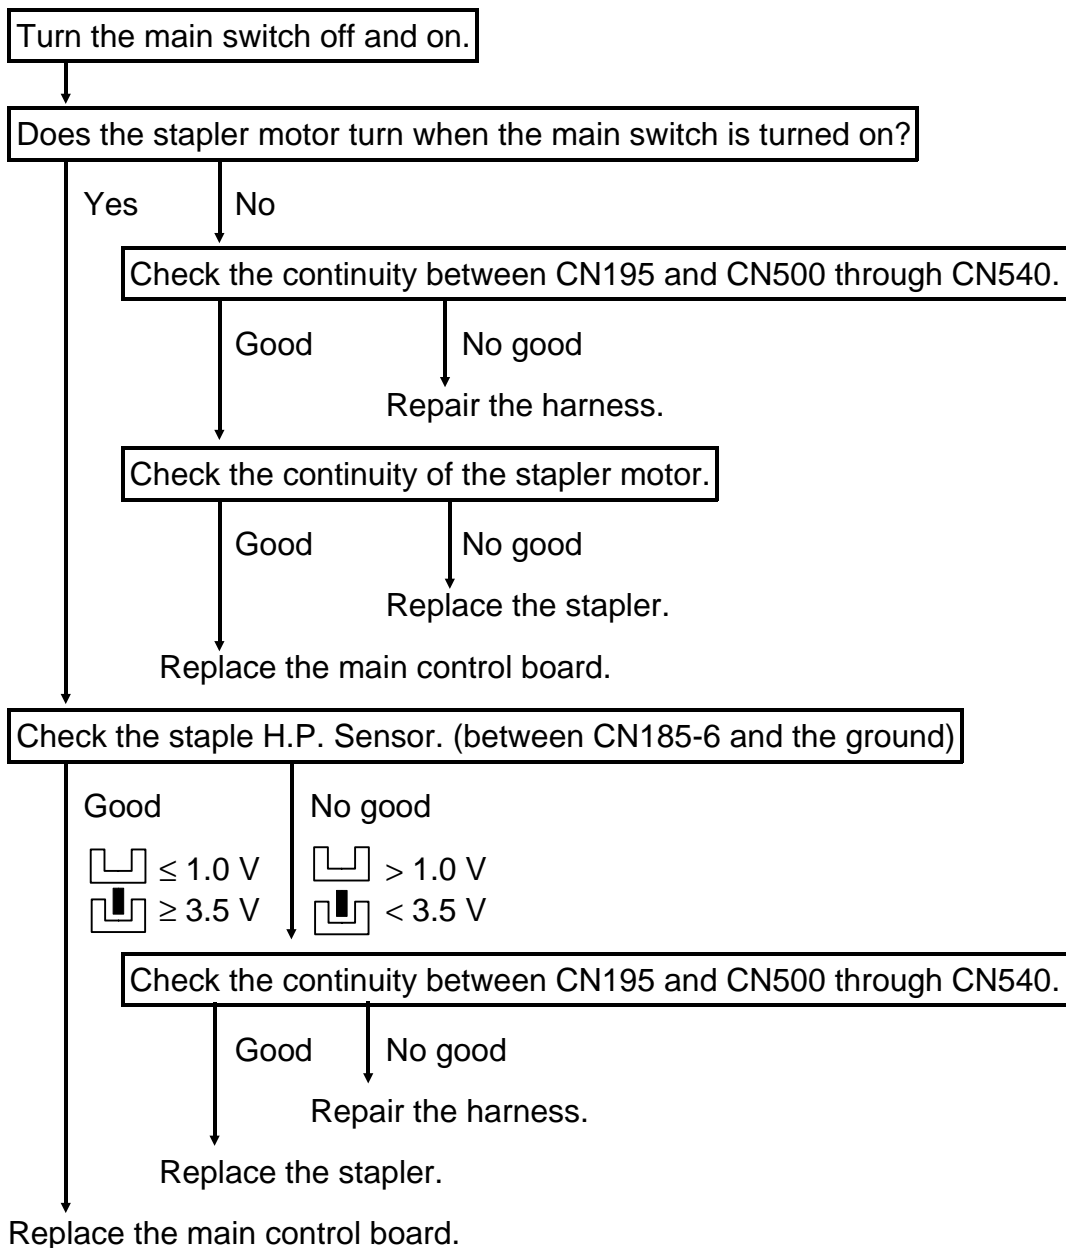 Turn the main switch off and on.
Does the stapler motor turn when the main switch is turned on?
Yes No
Check the continuity between CN195 and CN500 through CN540.
Good No good
Repair the harness.
Check the continuity of the stapler motor.
Good No good
Replace the stapler.
Replace the main control board.
Check the staple H.P. Sensor. (between CN185-6 and the ground)
Good No good
≤ 1.0 V > 1.0 V
≥ 3.5 V < 3.5 V
Check the continuity between CN195 and CN500 through CN540.
Good No good
Repair the harness.
Replace the stapler.
Replace the main control board.